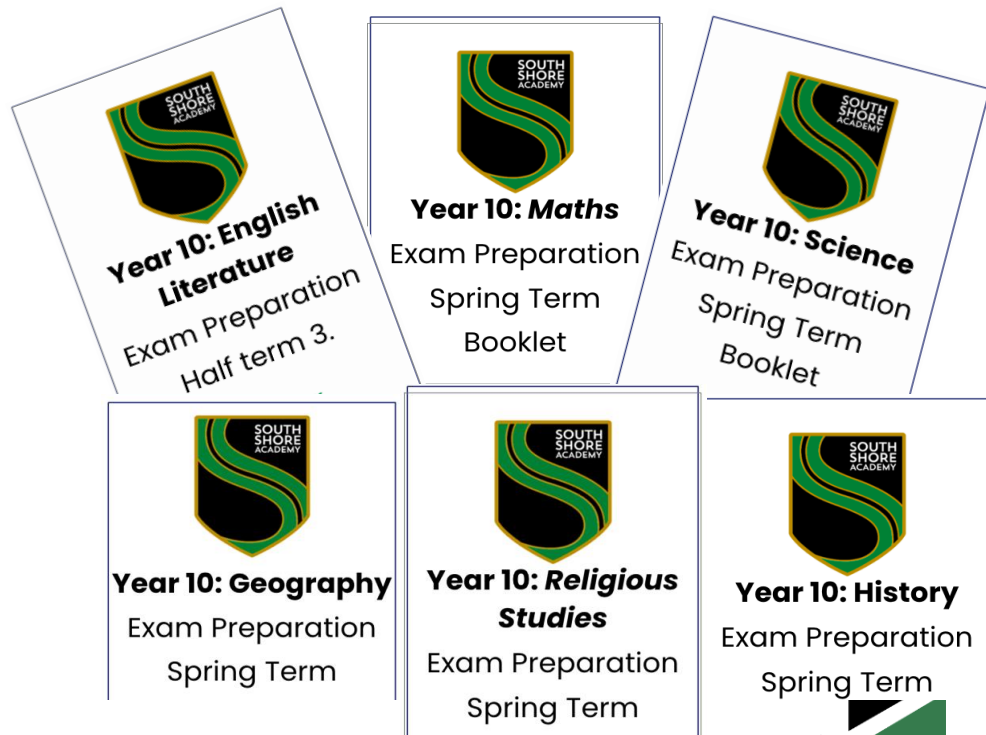 SOUTH
SHORE
ACADEMY
Year 10: English
Literature
Exam Preparation
Half term 3.
SOUTH
SHORE
ACADEMY
Year 10: Maths
Exam Preparation
Spring Term
Booklet
SOUTH
SHORE
ACADEMY
Year 10: Science
Exam Preparation
Spring Term
Booklet
SOUTH
SHORE
ACADEMY
Year 10: Geography
Exam Preparation
Spring Term
SOUTH
SHORE
ACADEMY
Year 10: Religious
Studies
Exam Preparation
Spring Term
SOUTH
SHORE
ACADEMY
Year 10: History
Exam Preparation
Spring Term